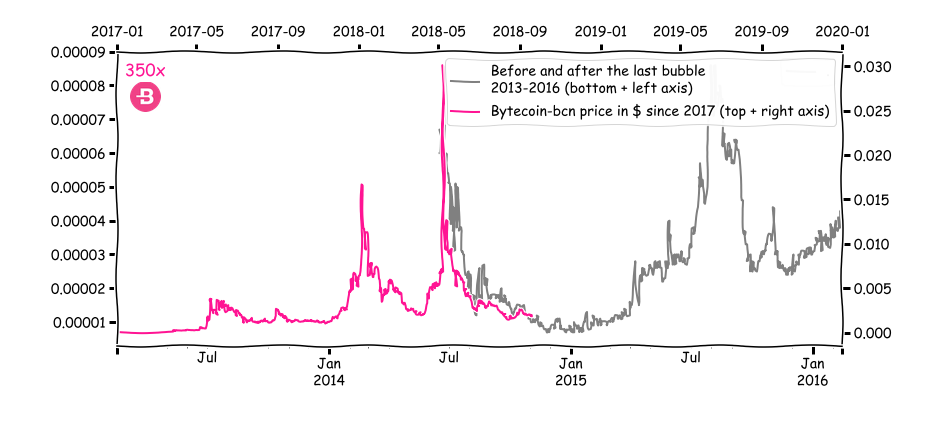 2017-01 2017-05 2017-09 2018-01 2018-05 2018-09 2019-01 2019-05 2019-09 2020-01
0.00009
0.00008
0.00007
0.00006
0.00005
0.00004
0.00003
0.00002
0.00001
350x
B
Before and after the last bubble
2013-2016 (bottom + left axis)
Bytecoin-bcn price in $ since 2017 (top + right axis)
0.030
0.025
0.020
0.015
0.010
0.005
0.000
Jul Jan Jul Jan Jul Jan
2014 2015 2016